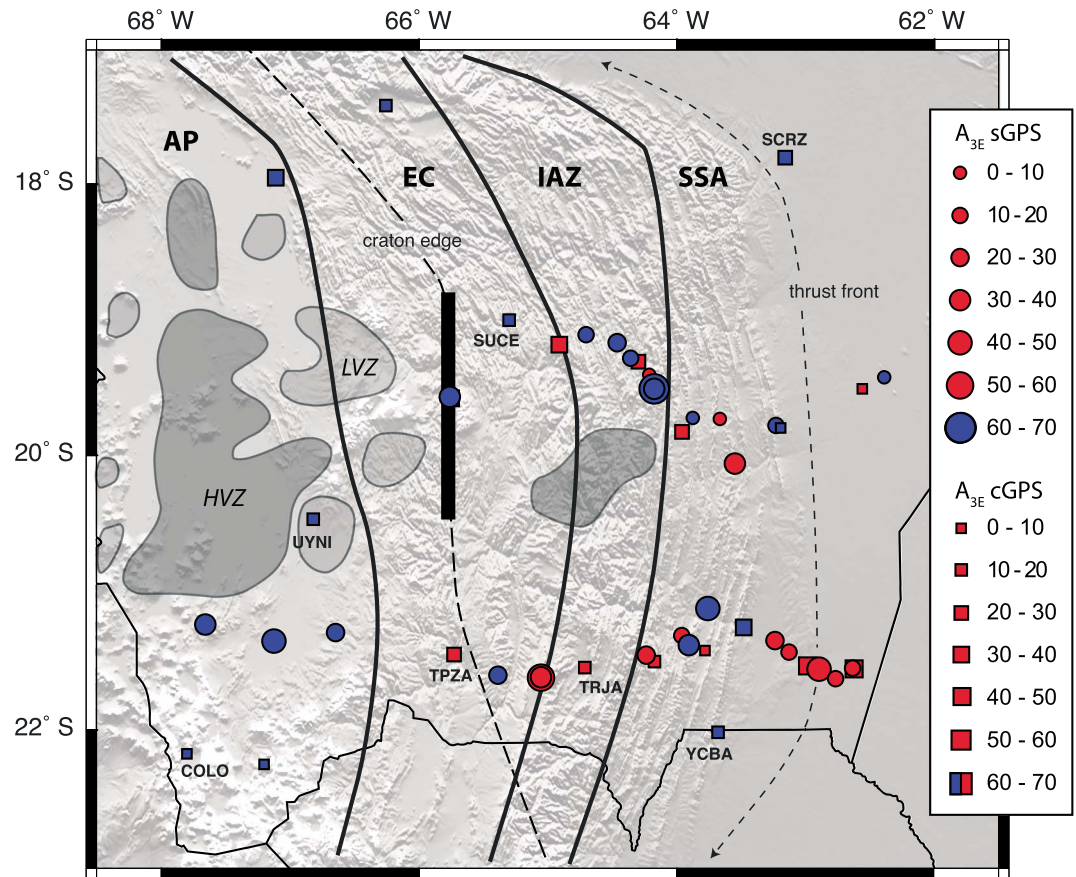 68° W 66° W 64° W 62° W
18° S
20° S
22° S
AP
EC
IAZ
SSA
SCRZ
craton edge
thrust front
SUCE
LVZ
HVZ
UYNI
TPZA
TRJA
COLO
YCBA
A3E sGPS
0 - 10
10 - 20
20 - 30
30 - 40
40 - 50
50 - 60
60 - 70
A3E cGPS
0 - 10
10 - 20
20 - 30
30 - 40
40 - 50
50 - 60
60 - 70